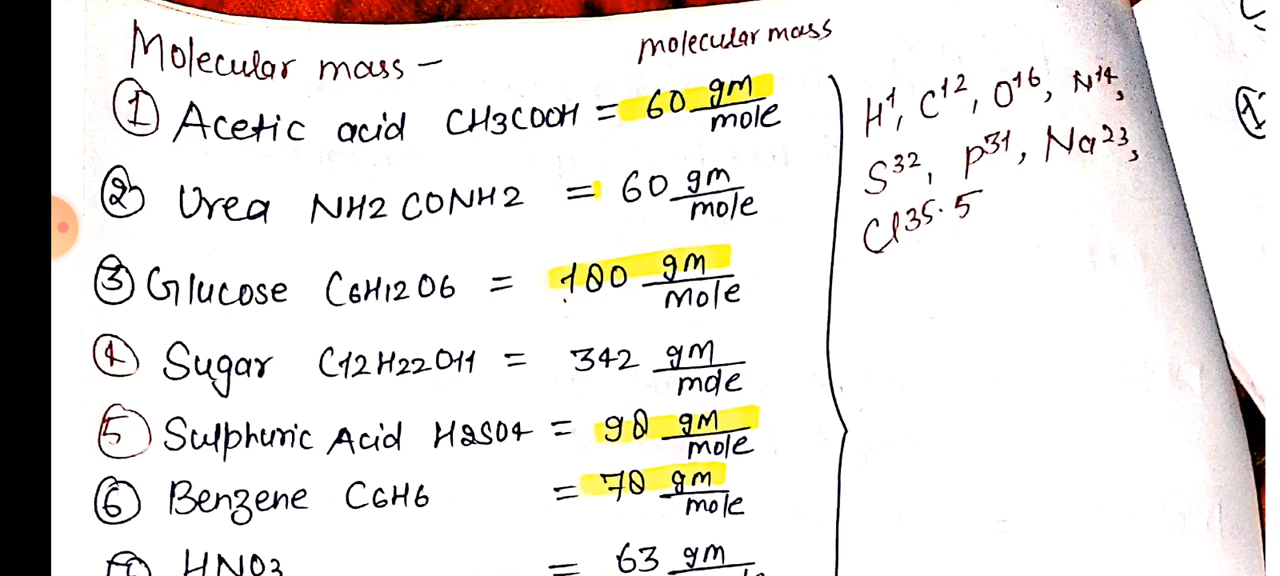 Molecular mass -
molecular mass
① Acetic acid CH3COOH = 60 gm/mole
② Urea NH2CONH2 = 60 gm/mole
③ Glucose C6H12O6 = 180 gm/mole
④ Sugar C12H22O11 = 342 gm/mole
⑤ Sulphuric Acid H2SO4 = 98 gm/mole
⑥ Benzene C6H6 = 78 gm/mole
HNO3 = 63 gm
H1, C12, O16, N14,
S32, P31, Na23,
Cl35.5